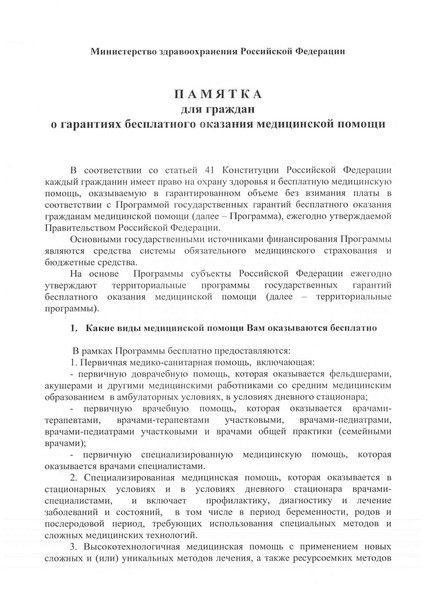 Министерство здравоохранения Российской Федерации
П А М Я Т К А
для граждан
о гарантиях бесплатного оказания медицинской помощи
В соответствии со статьей 41 Конституции Российской Федерации
каждый гражданин имеет право на охрану здоровья и бесплатную медицинскую
помощь, оказываемую в гарантированном объеме без взимания платы в
соответствии с Программой государственных гарантий бесплатного оказания
гражданам медицинской помощи (далее – Программа), ежегодно утверждаемой
Правительством Российской Федерации.
Основными государственными источниками финансирования Программы
являются средства системы обязательного медицинского страхования и
бюджетные средства.
На основе Программы субъекты Российской Федерации ежегодно
утверждают территориальные программы государственных гарантий
бесплатного оказания медицинской помощи (далее – территориальные
программы).
1. Какие виды медицинской помощи Вам оказываются бесплатно
В рамках Программы бесплатно предоставляются:
1. Первичная медико-санитарная помощь, включающая:
- первичную доврачебную помощь, которая оказывается фельдшерами,
акушерами и другими медицинскими работниками со средним медицинским
образованием в амбулаторных условиях, в условиях дневного стационара;
- первичную врачебную помощь, которая оказывается врачами-
терапевтами, врачами-терапевтами участковыми, врачами-педиатрами,
врачами-педиатрами участковыми и врачами общей практики (семейными
врачами);
- первичную специализированную медицинскую помощь, которая
оказывается врачами специалистами.
2. Специализированная медицинская помощь, которая оказывается в
стационарных условиях и в условиях дневного стационара врачами-
специалистами, и включает профилактику, диагностику и лечение
заболеваний и состояний, в том числе в период беременности, родов и
послеродовой период, требующих использования специальных методов и
сложных медицинских технологий.
3. Высокотехнологичная медицинская помощь с применением новых
сложных и (или) уникальных методов лечения, а также ресурсоемких методов